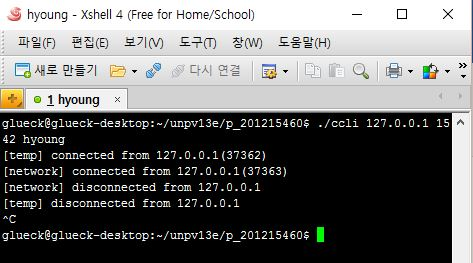 hyoung - Xshell 4 (Free for Home/School)
파일(F) 편집(E) 보기(V) 도구(T) 창(W) 도움말(H)
새로 만들기 다시 연결
1 hyoung ×
glueck@glueck-desktop:~/unpv13e/p_201215460$ ./ccli 127.0.0.1 15
42 hyoung
[temp] connected from 127.0.0.1(37362)
[network] connected from 127.0.0.1(37363)
[network] disconnected from 127.0.0.1
[temp] disconnected from 127.0.0.1
^C
glueck@glueck-desktop:~/unpv13e/p_201215460$